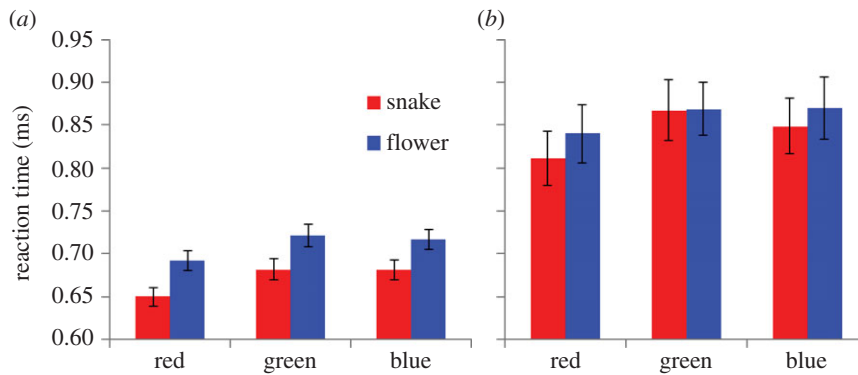 (a)
(b)
reaction time (ms)
0.95
0.90
0.85
0.80
0.75
0.70
0.65
0.60
snake
flower
red green blue
red green blue